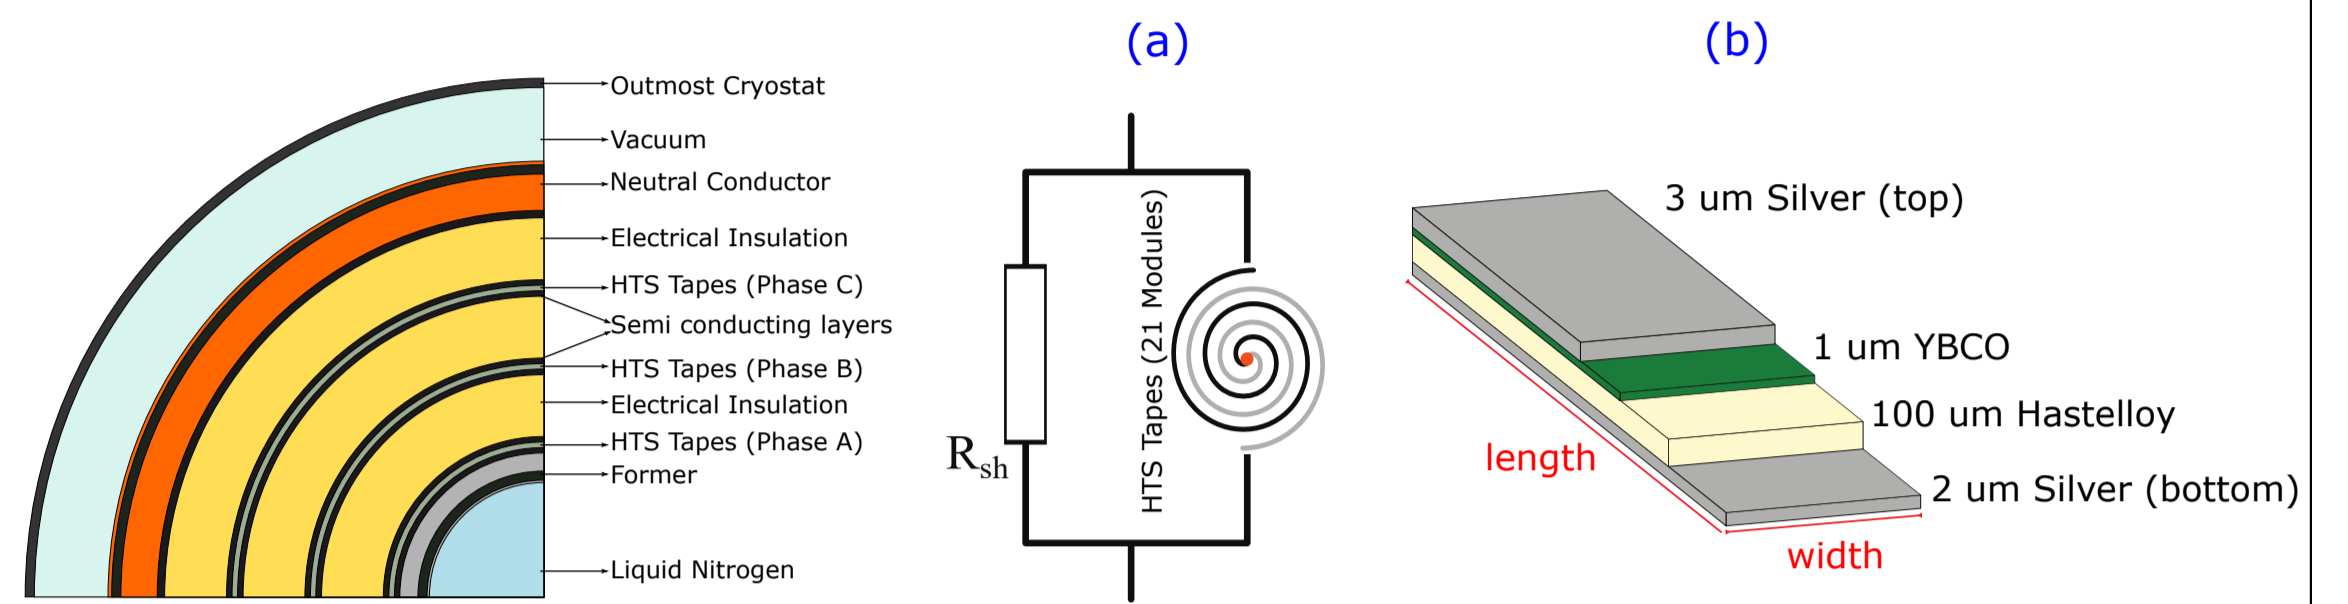 Outmost Cryostat
Vacuum
Neutral Conductor
Electrical Insulation
HTS Tapes (Phase C)
Semi conducting layers
HTS Tapes (Phase B)
Electrical Insulation
HTS Tapes (Phase A)
Former
Liquid Nitrogen
(a)
Rsh
HTS Tapes (21 Modules)
(b)
3 um Silver (top)
1 um YBCO
100 um Hastelloy
2 um Silver (bottom)
length
width